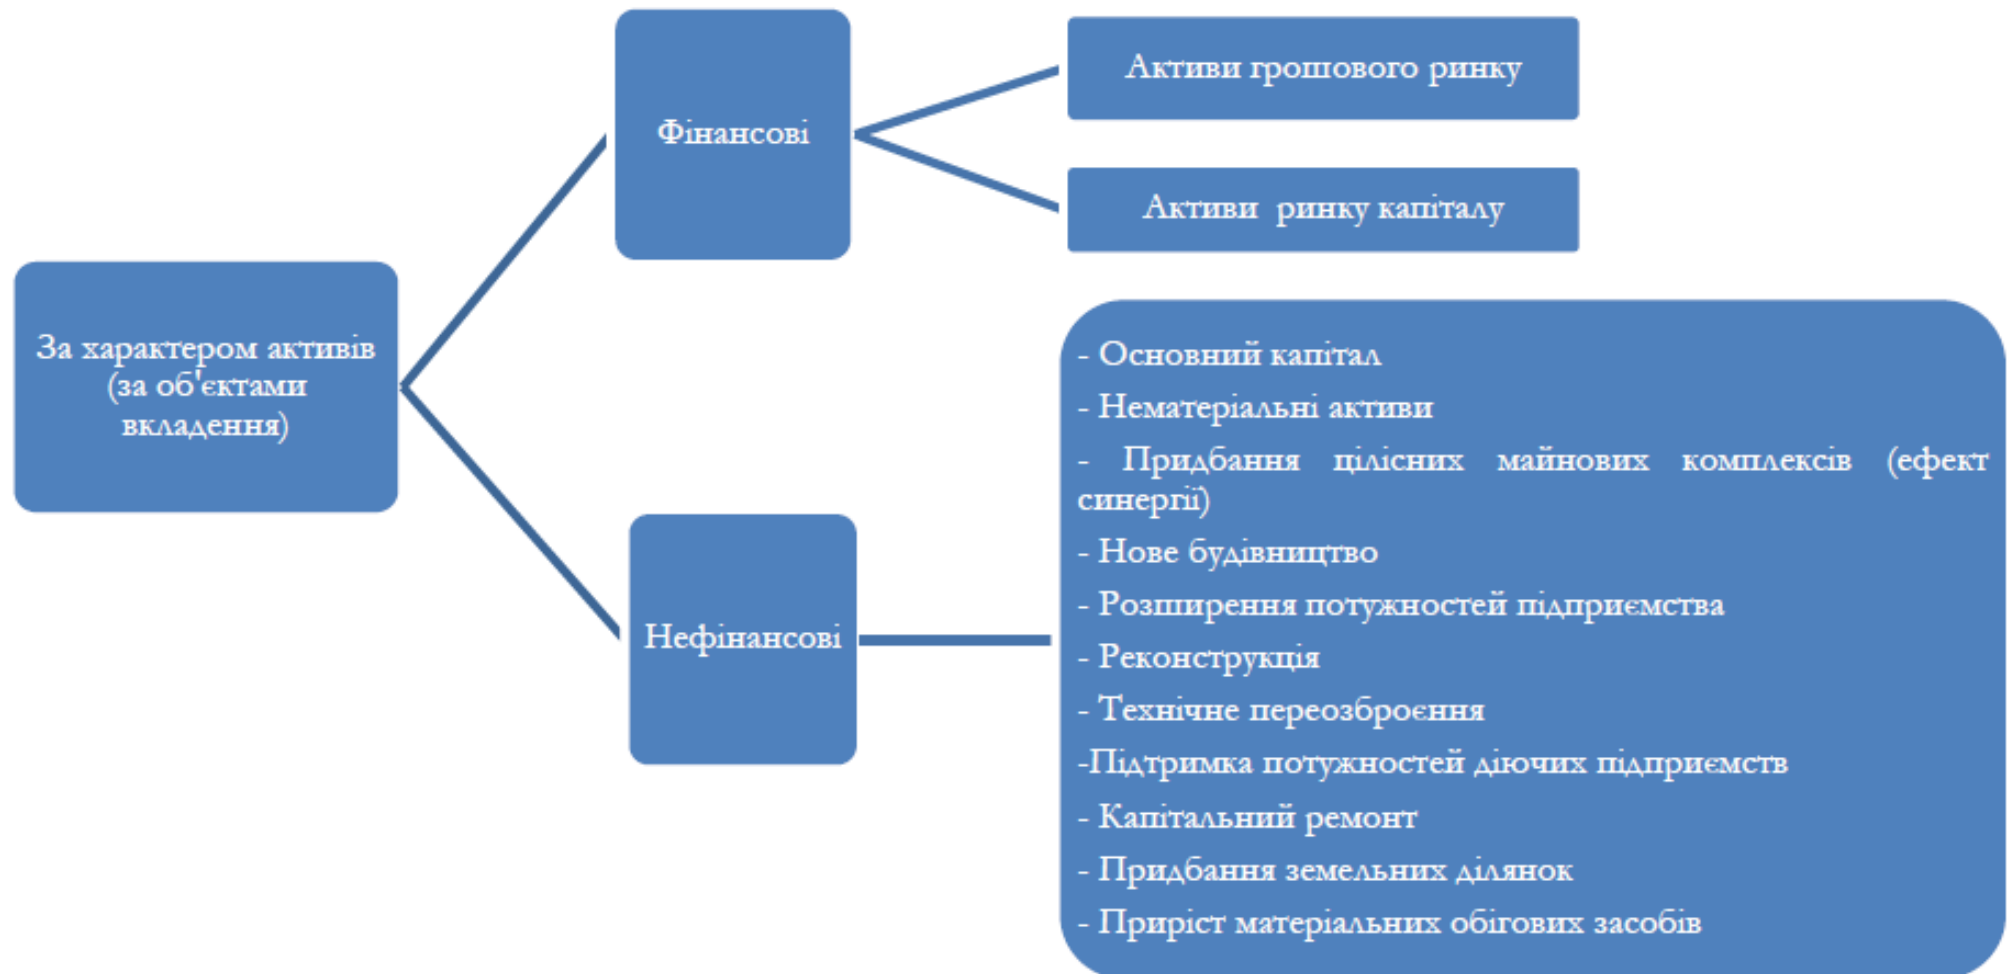 За характером активів
(за об'єктами
вкладення)
Фінансові
Активи грошового ринку
Активи ринку капіталу
Нефінансові
- Основний капітал
- Нематеріальні активи
- Придбання цілісних майнових комплексів (ефект
синергії)
- Нове будівництво
- Розширення потужностей підприємства
- Реконструкція
- Технічне переозброєння
-Підтримка потужностей діючих підприємств
- Капітальний ремонт
- Придбання земельних ділянок
- Приріст матеріальних обігових засобів